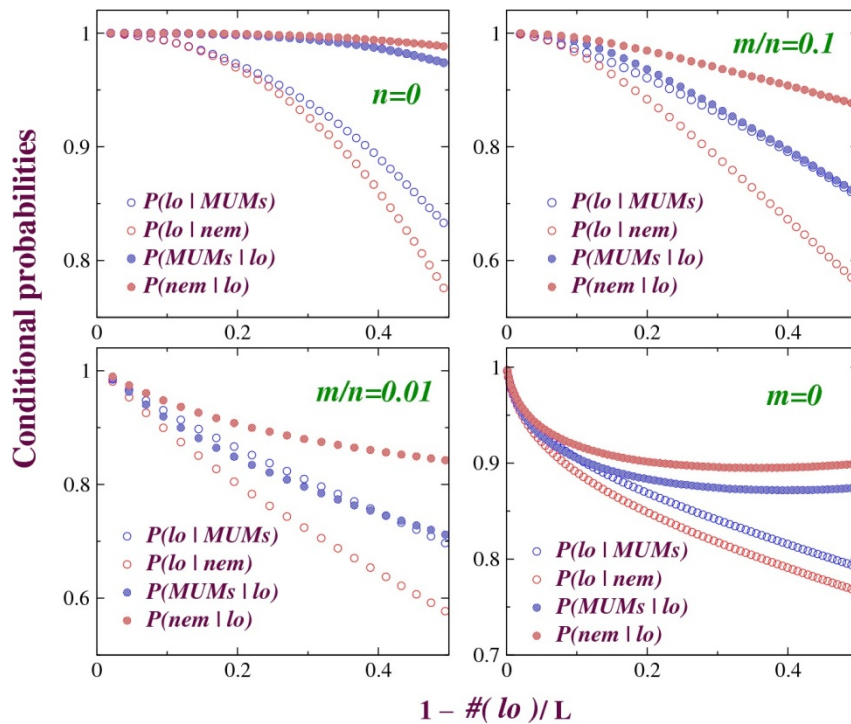 Conditional probabilities
1
0.9
0.8
0
0.2
0.4
n=0
P(lo | MUMs)
P(lo | nem)
P(MUMs | lo)
P(nem | lo)
1
0.8
0.6
0
0.2
0.4
m/n=0.1
P(lo | MUMs)
P(lo | nem)
P(MUMs | lo)
P(nem | lo)
1
0.8
0.6
0
0.2
0.4
m/n=0.01
P(lo | MUMs)
P(lo | nem)
P(MUMs | lo)
P(nem | lo)
1
0.9
0.8
0.7
0
0.2
0.4
m=0
P(lo | MUMs)
P(lo | nem)
P(MUMs | lo)
P(nem | lo)
1 – #( lo )/ L